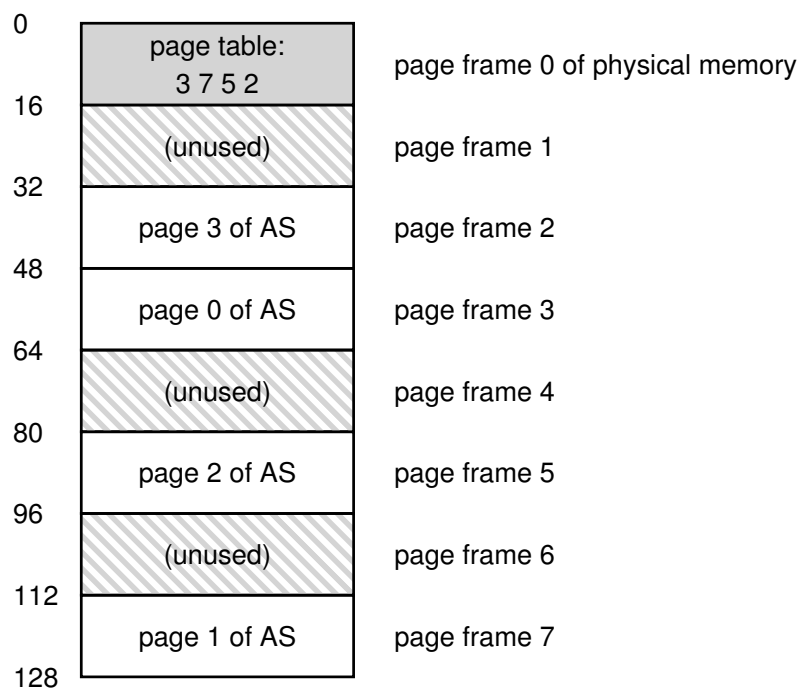 0
page table:
3 7 5 2
page frame 0 of physical memory
16
(unused)
page frame 1
32
page 3 of AS
page frame 2
48
page 0 of AS
page frame 3
64
(unused)
page frame 4
80
page 2 of AS
page frame 5
96
(unused)
page frame 6
112
page 1 of AS
page frame 7
128